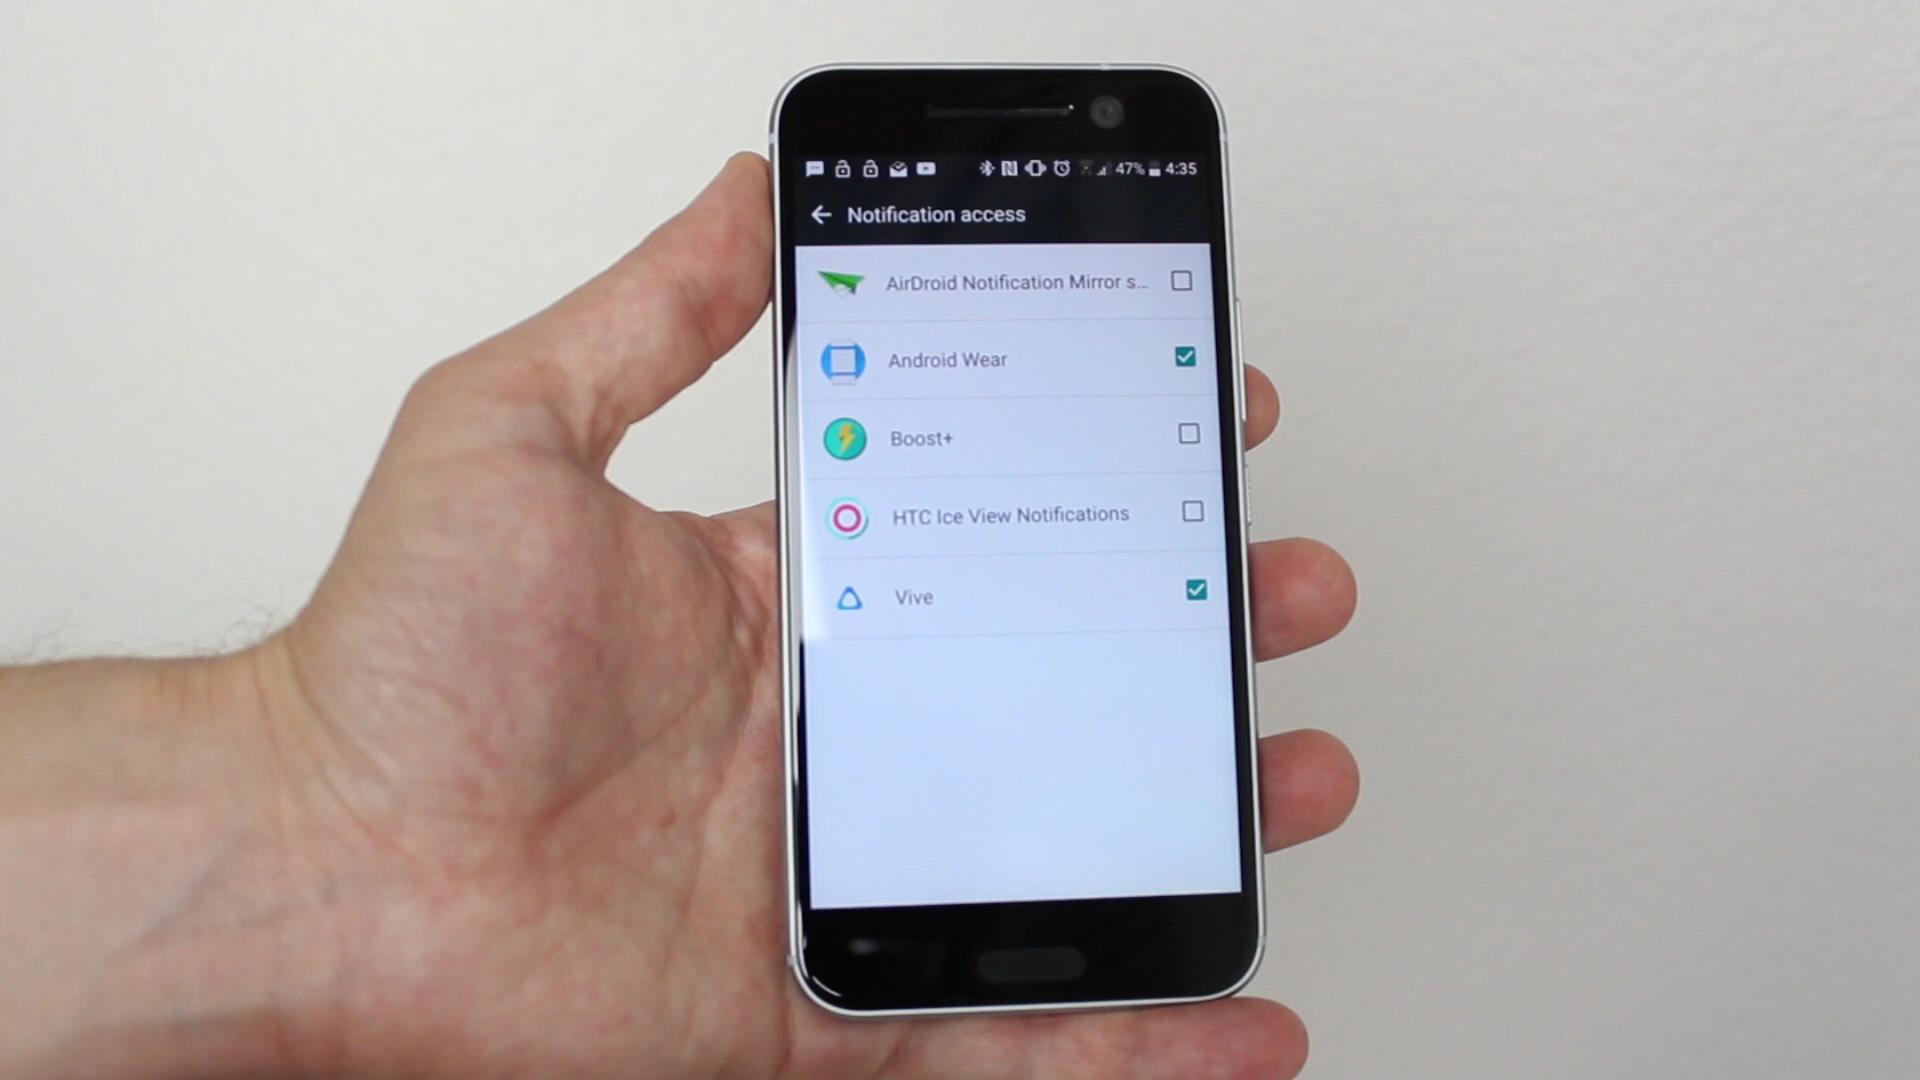 47% 4:35
Notification access
AirDroid Notification Mirror s...
Android Wear
Boost+
HTC Ice View Notifications
Vive